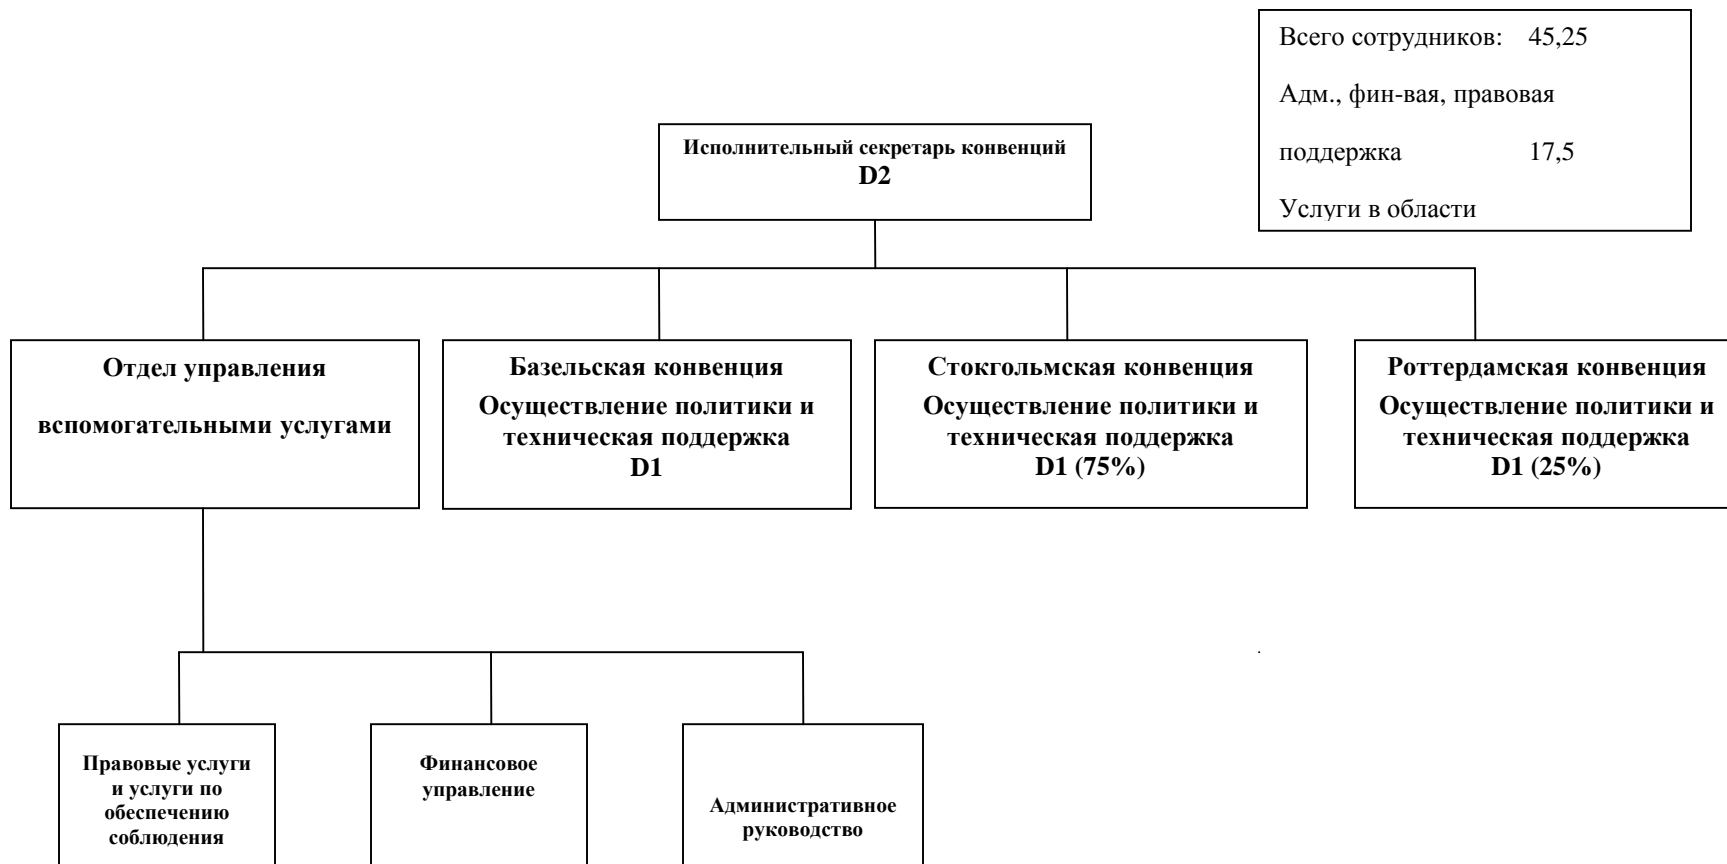 Всего сотрудников: 45,25
Адм., фин-вая, правовая
поддержка 17,5
Услуги в области
Исполнительный секретарь конвенций
D2
Отдел управления
вспомогательными услугами
Базельская конвенция
Осуществление политики и
техническая поддержка
D1
Стокгольмская конвенция
Осуществление политики и
техническая поддержка
D1 (75%)
Роттердамская конвенция
Осуществление политики и
техническая поддержка
D1 (25%)
Правовые услуги
и услуги по
обеспечению
соблюдения
Финансовое
управление
Административное
руководство